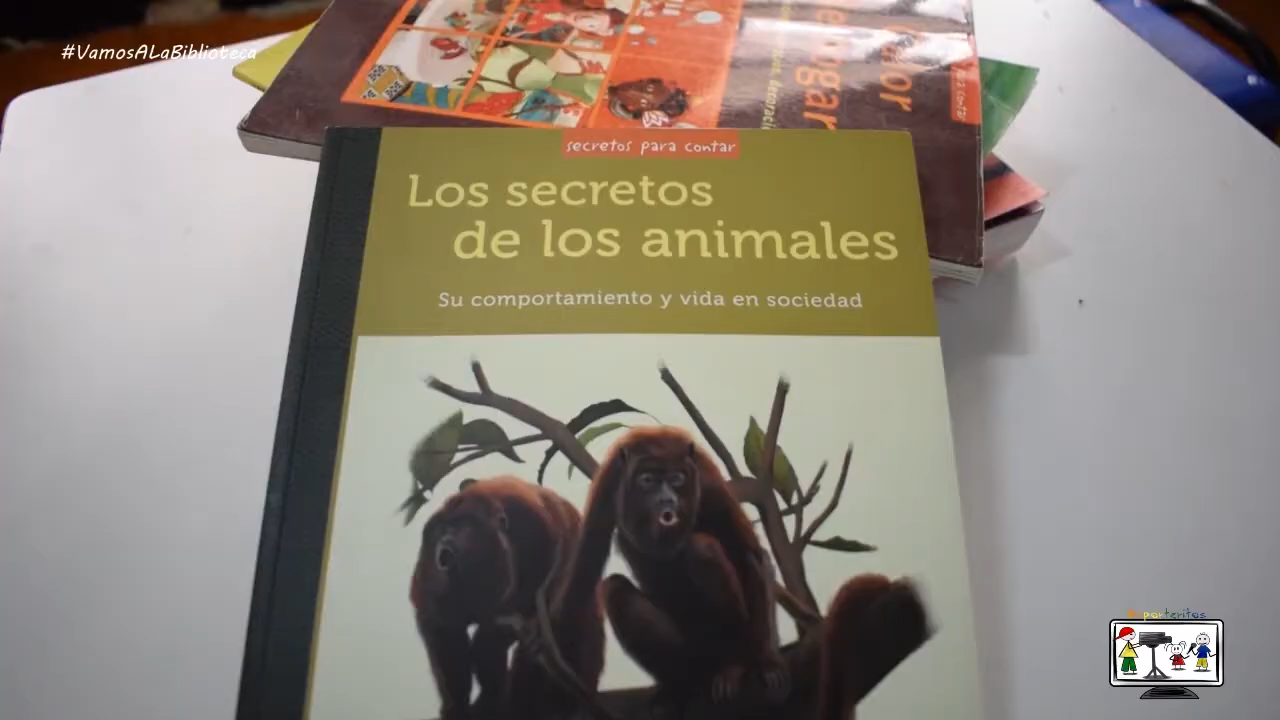 #VamosALaBiblioteca
secretos para contar
Los secretos
de los animales
Su comportamiento y vida en sociedad